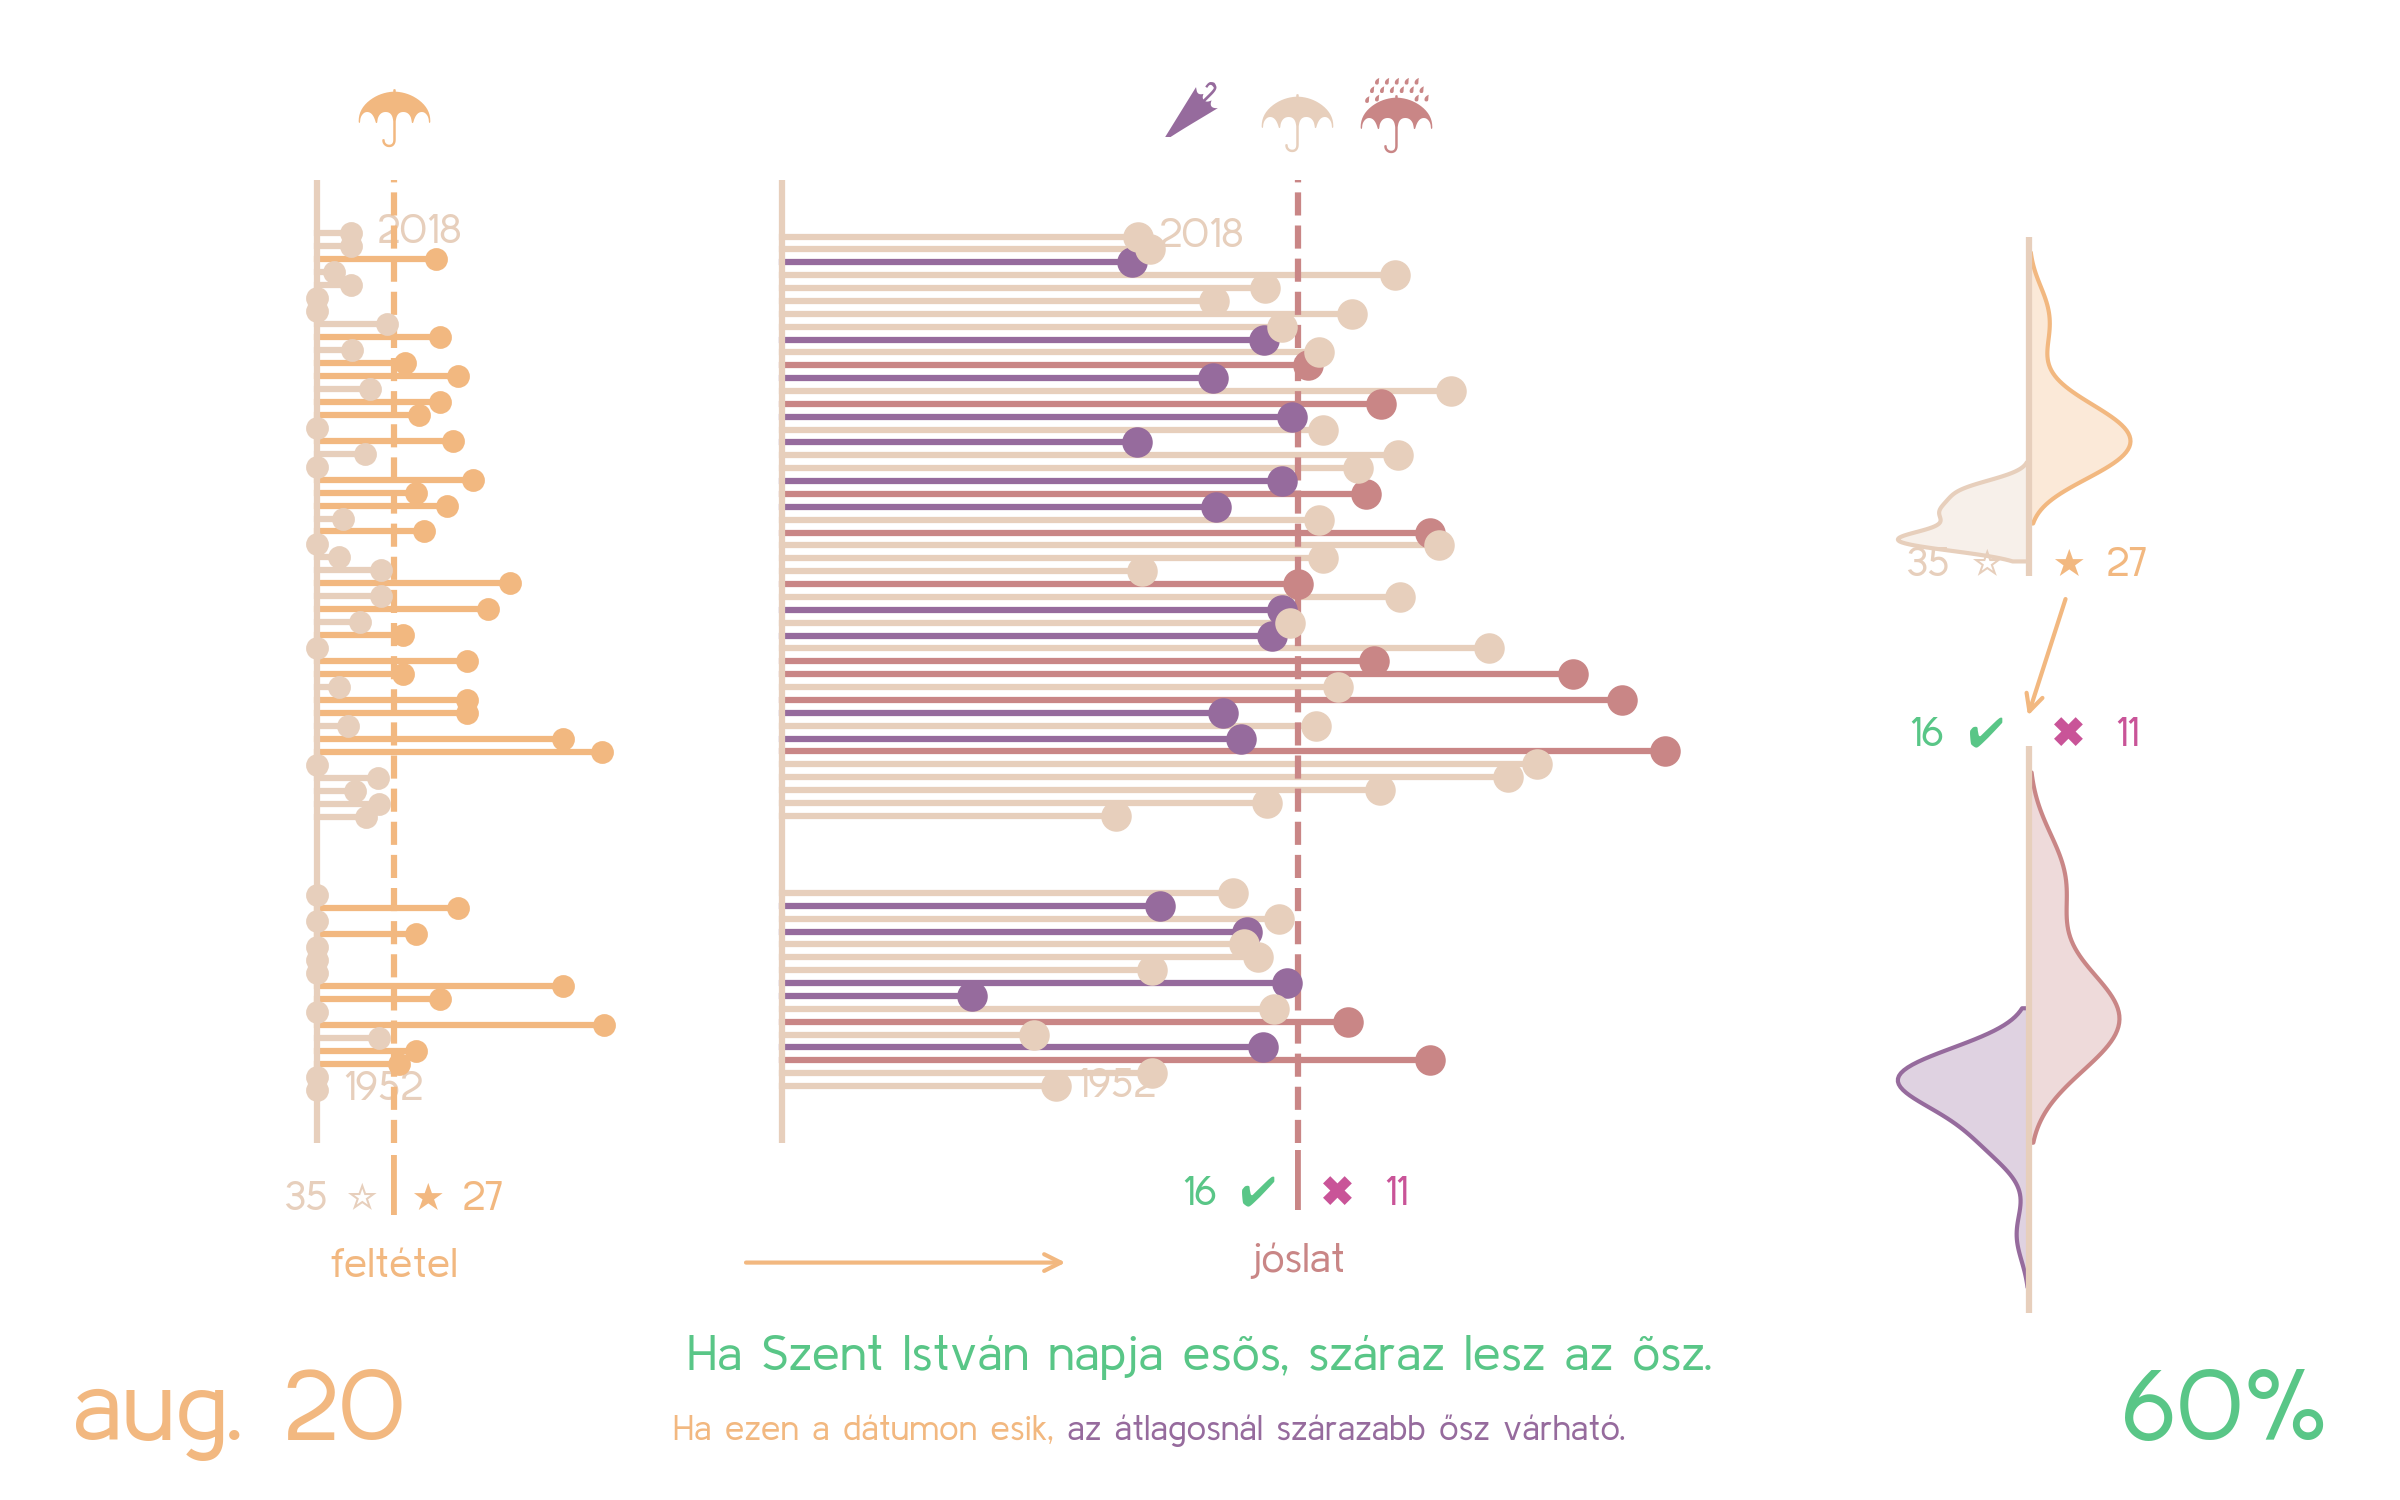 2018
2018
1952
1952
35 ☆ ★ 27
16 ✔ ✖ 11
35 ☆ ★ 27
16 ✔ ✖ 11
feltétel
jóslat
Ha Szent István napja esõs, száraz lesz az õsz.
aug. 20
Ha ezen a dátumon esik, az átlagosnál szárazabb ősz várható.
60%